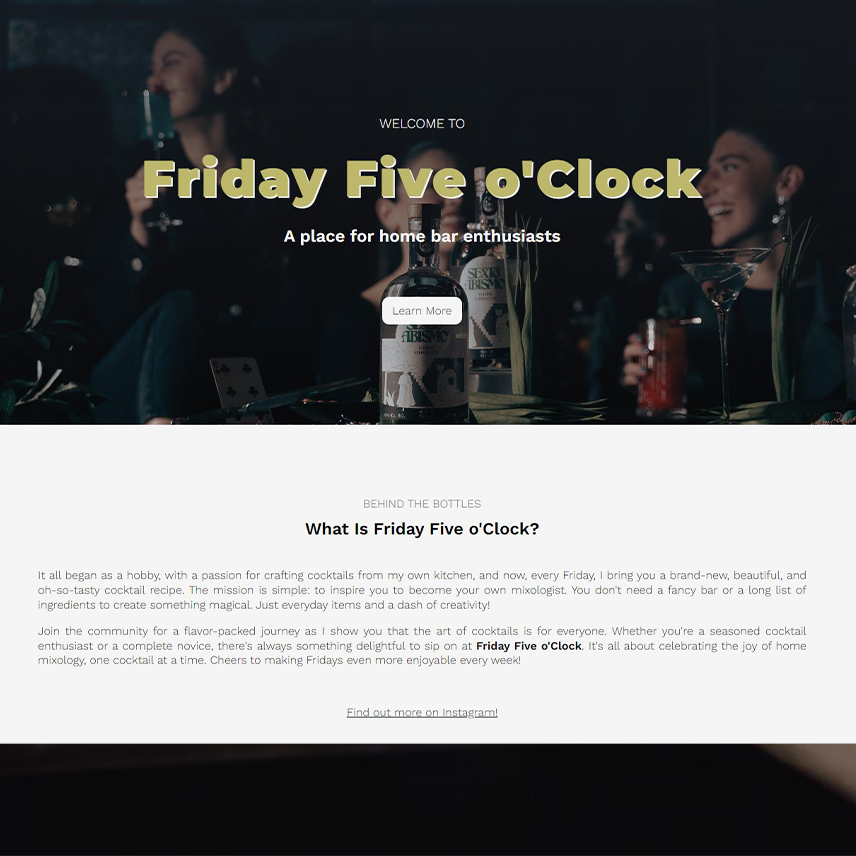 WELCOME TO
Friday Five o'Clock
A place for home bar enthusiasts
SEXY
ABISMO
Learn More
SEXY
ABISMO
BEHIND THE BOTTLES
What Is Friday Five o'Clock?
It all began as a hobby, with a passion for crafting cocktails from my own kitchen, and now, every Friday, I bring you a brand-new, beautiful, and
oh-so-tasty cocktail recipe. The mission is simple: to inspire you to become your own mixologist. You don't need a fancy bar or a long list of
ingredients to create something magical. Just everyday items and a dash of creativity!
Join the community for a flavor-packed journey as I show you that the art of cocktails is for everyone. Whether you're a seasoned cocktail
enthusiast or a complete novice, there's always something delightful to sip on at Friday Five o'Clock. It's all about celebrating the joy of home
mixology, one cocktail at a time. Cheers to making Fridays even more enjoyable every week!
Find out more on Instagram!